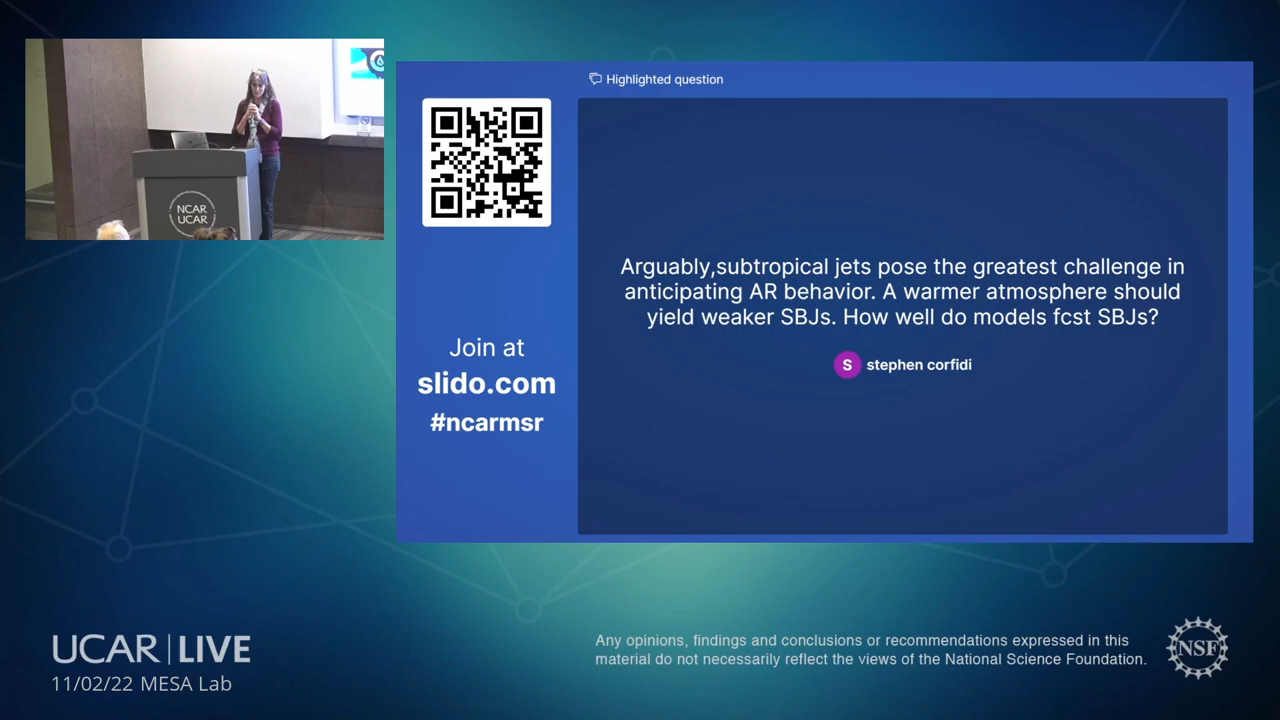 Highlighted question
NCAR
UCAR
Arguably,subtropical jets pose the greatest challenge in
anticipating AR behavior. A warmer atmosphere should
yield weaker SBJs. How well do models fcst SBJs?
S stephen corfidi
Join at
slido.com
#ncarmsr
UCAR | LIVE
11/02/22 MESA Lab
Any opinions, findings and conclusions or recommendations expressed in this
material do not necessarily reflect the views of the National Science Foundation.
NSF